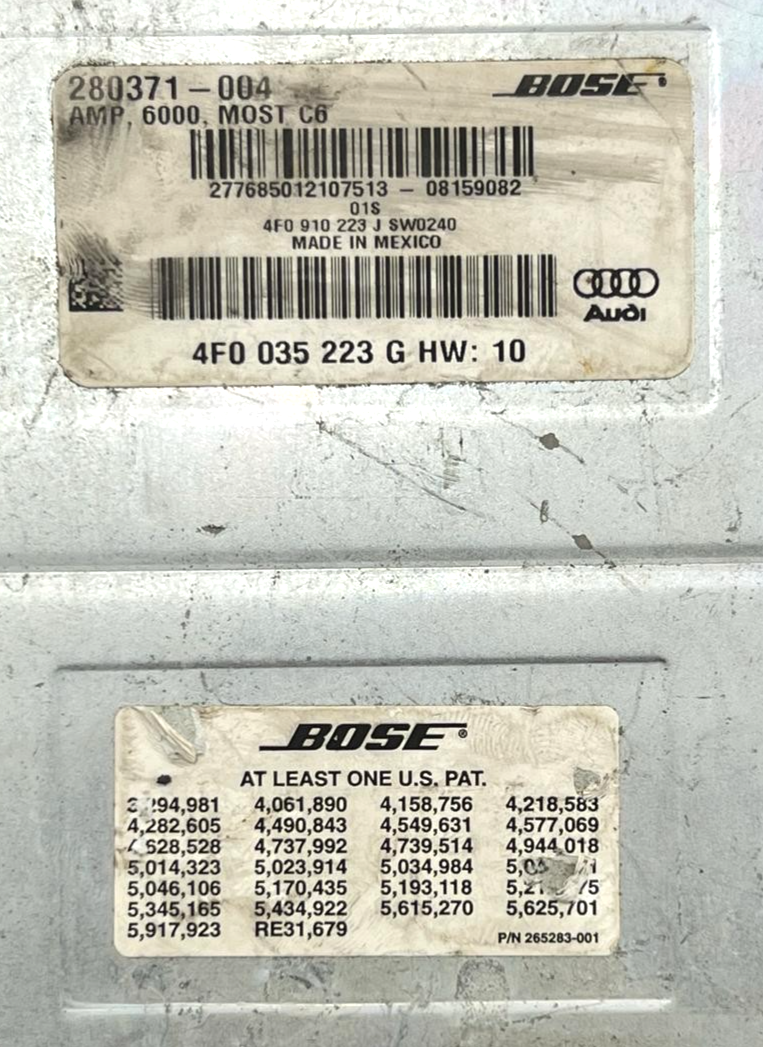 280371-004
BOSE®
AMP, 6000, MOST C6
277685012107513 - 08159082
01S
4F0 910 223 J SW0240
MADE IN MEXICO
Audi
4F0 035 223 G HW: 10
BOSE®
AT LEAST ONE U.S. PAT.
4,061,890 4,158,756 4,218,583
4,282,605 4,490,843 4,549,631 4,577,069
4,737,992 4,739,514 4,944,018
5,014,323 5,023,914 5,034,984
5,046,106 5,170,435 5,193,118
5,345,165 5,434,922 5,615,270 5,625,701
5,917,923 RE31,679
P/N 265283-001